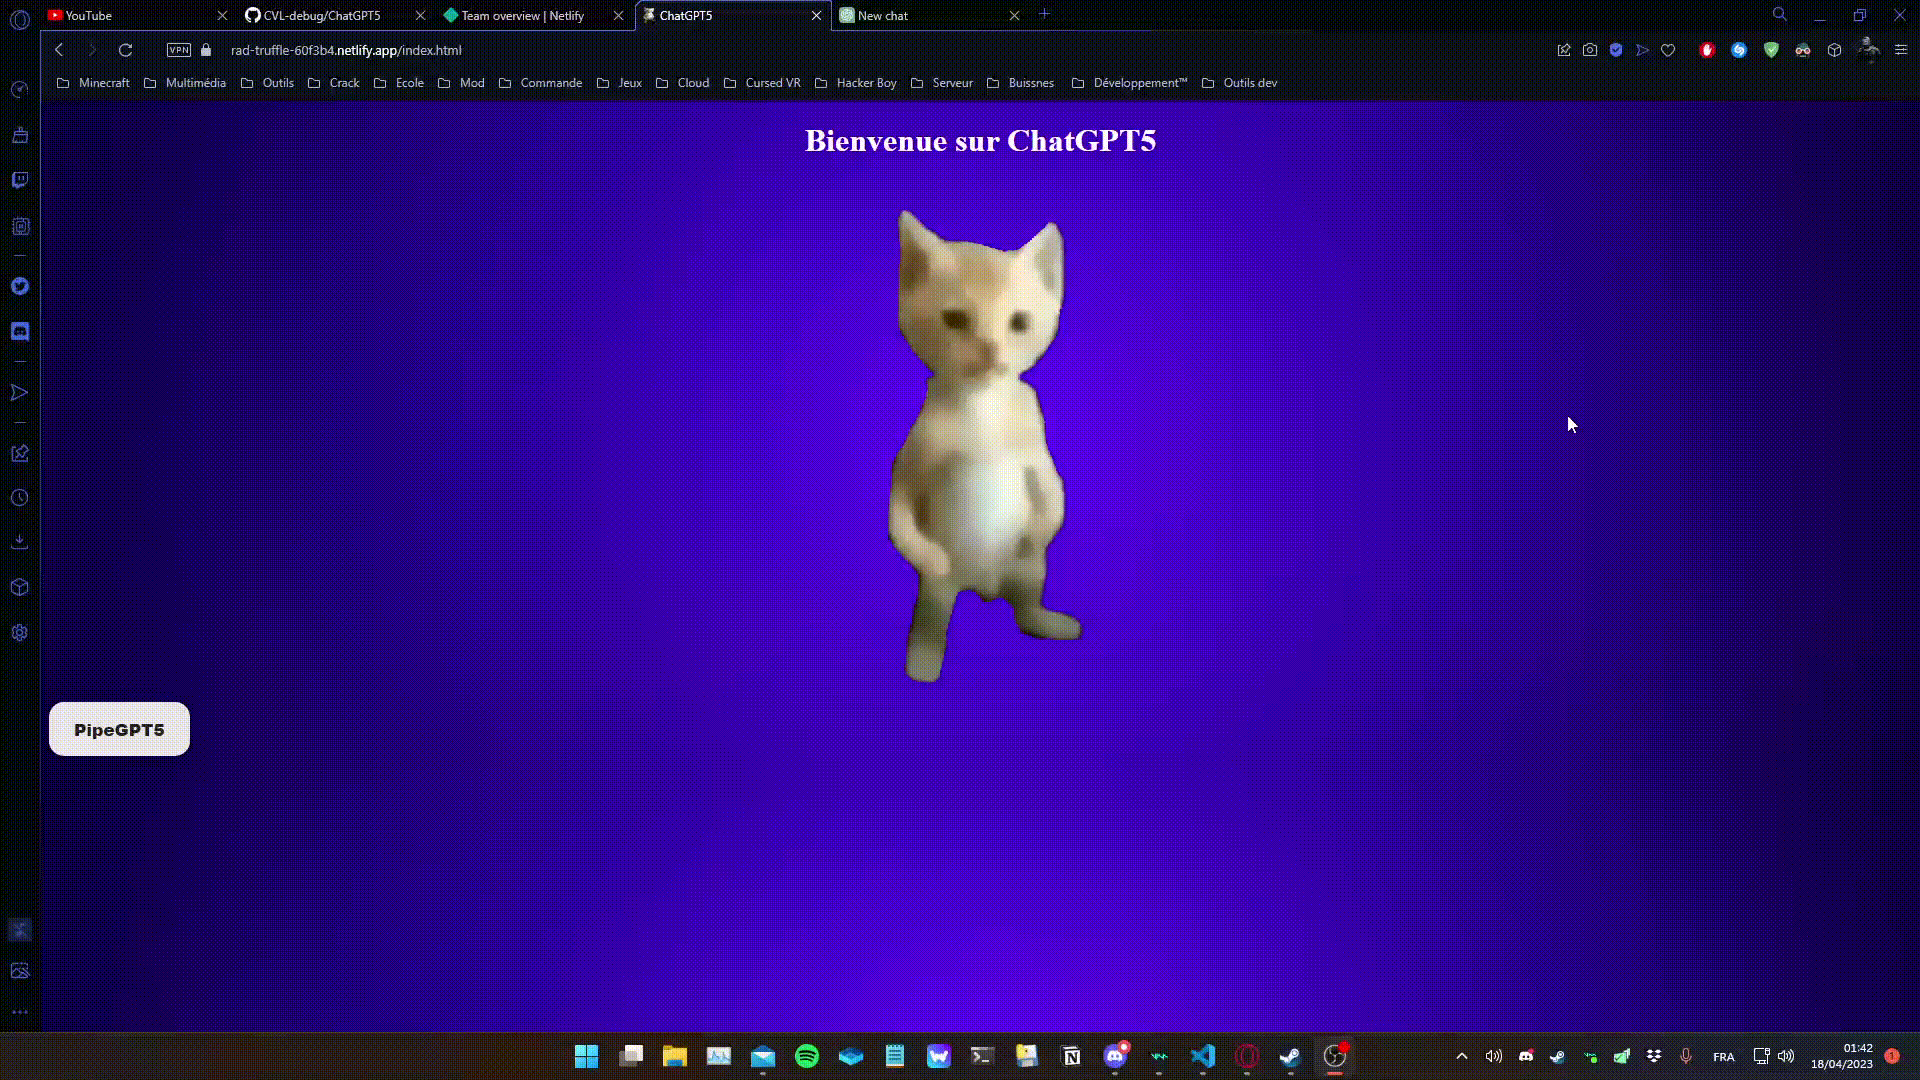 YouTube
CVL-debug/ChatGPT5
Team overview | Netlify
ChatGPT5
New chat
VPN
rad-truffle-60f3b4.netlify.app/index.html
Minecraft
Multimédia
Outils
Crack
Ecole
Mod
Commande
Jeux
Cloud
Cursed VR
Hacker Boy
Serveur
Buissnes
Développement™
Outils dev
Bienvenue sur ChatGPT5
PipeGPT5
FRA
01:42
18/04/2023
1